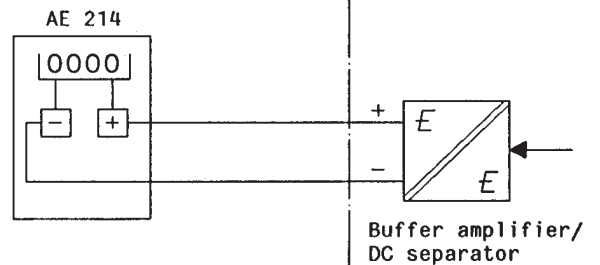 AE 214
0000
- +
+
E
-
E
Buffer amplifier/
DC separator